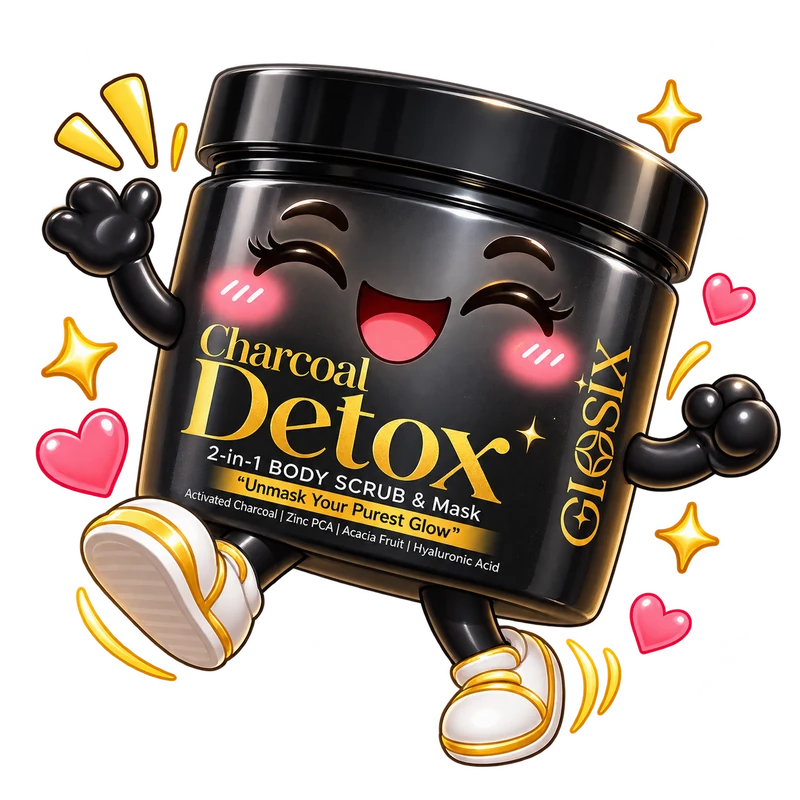 Charcoal
Detox
2-in-1 BODY SCRUB & Mask
“Unmask Your Purest Glow”
Activated Charcoal | Zinc PCA | Acacia Fruit | Hyaluronic Acid
GLOSIX